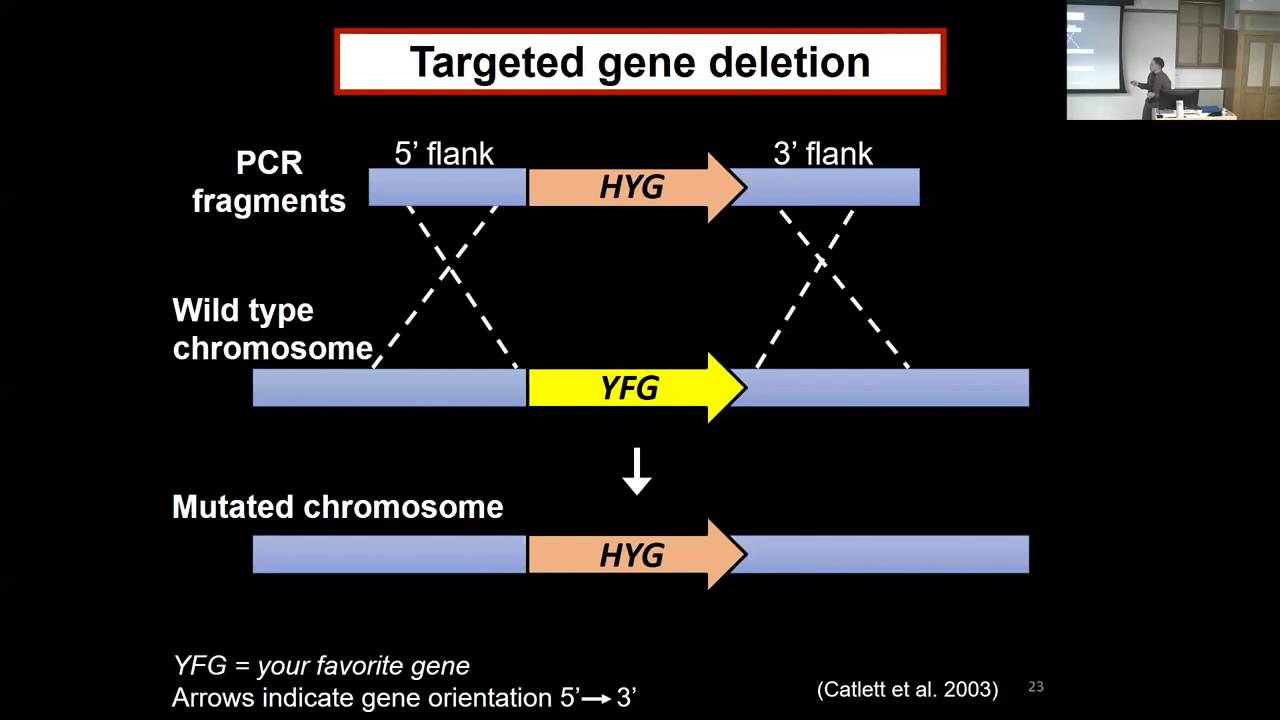 Targeted gene deletion
PCR
fragments
5’ flank
HYG
3’ flank
Wild type
chromosome
YFG
Mutated chromosome
HYG
YFG = your favorite gene
Arrows indicate gene orientation 5’→ 3’
(Catlett et al. 2003)
23